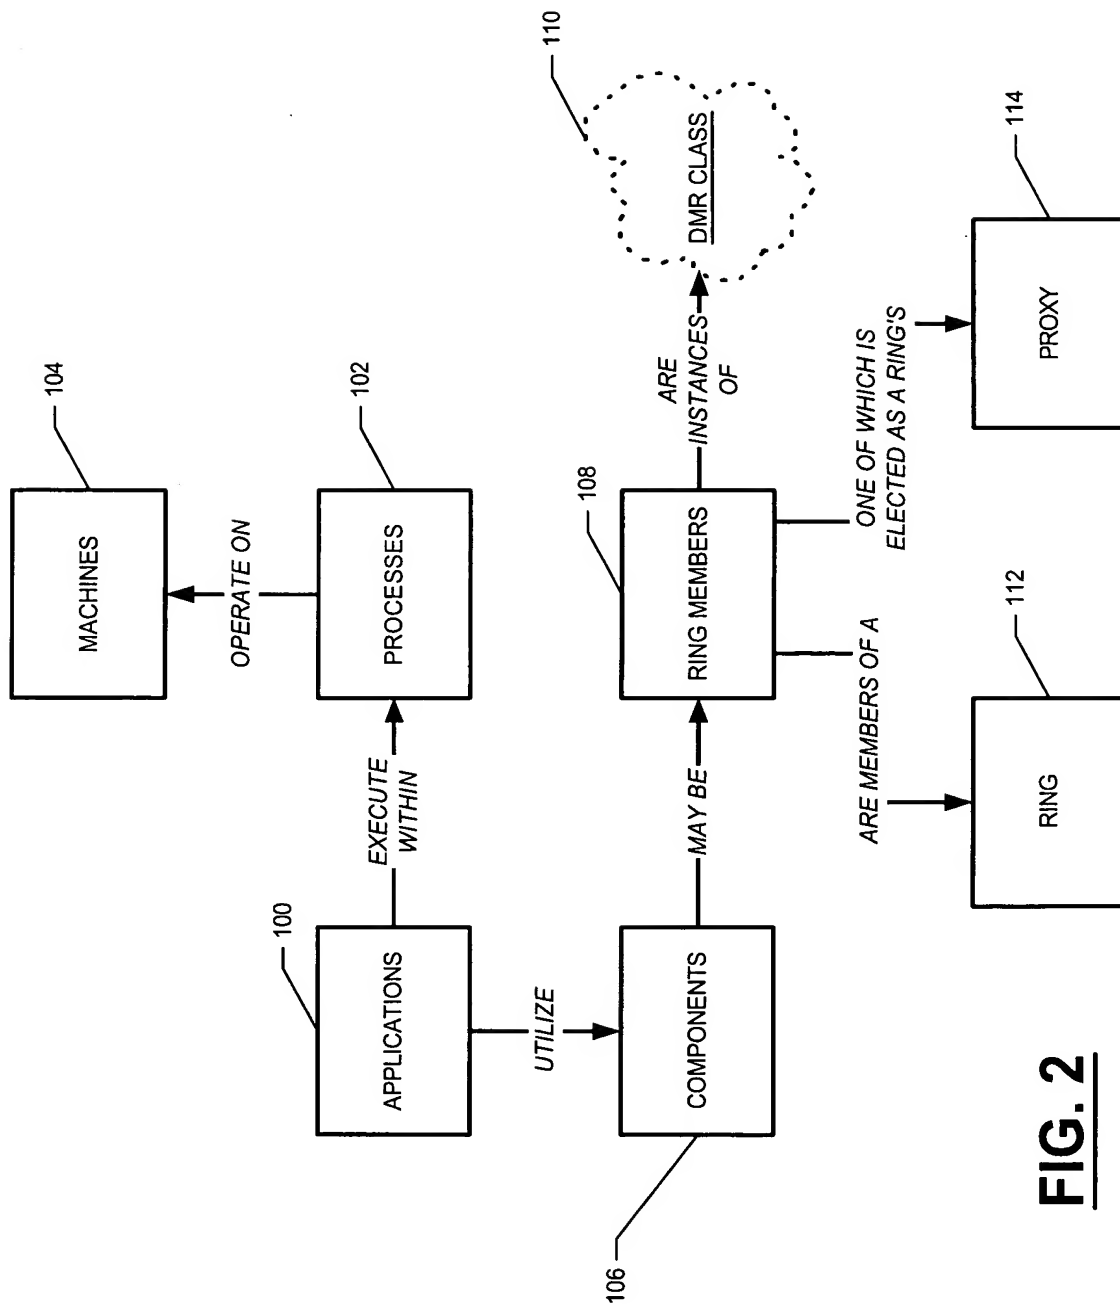 104
MACHINES
OPERATE ON
102
PROCESSES
EXECUTE
WITHIN
100
APPLICATIONS
UTILIZE
106
COMPONENTS
MAY BE
108
RING MEMBERS
ARE
INSTANCES
OF
110
DMR CLASS
ARE MEMBERS OF A
112
RING
ONE OF WHICH IS
ELECTED AS A RING'S
114
PROXY
FIG. 2